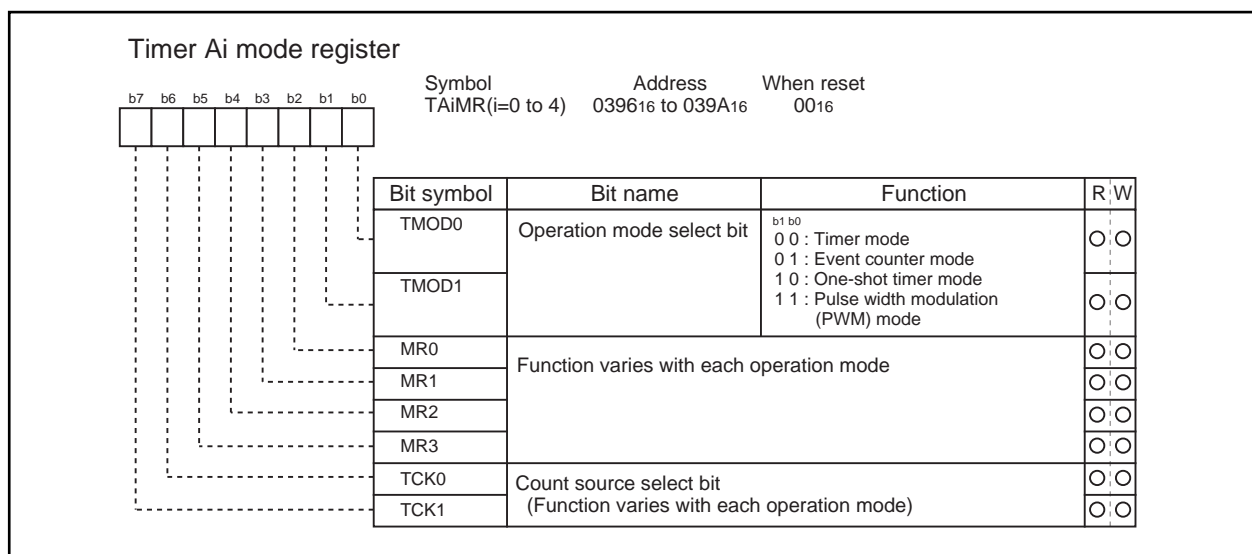 Timer Ai mode register
Symbol Address When reset
TAiMR(i=0 to 4) 039616 to 039A16 0016
b7 b6 b5 b4 b3 b2 b1 b0
Bit symbol Bit name Function R W
TMOD0 Operation mode select bit b1 b0
0 0 : Timer mode
0 1 : Event counter mode
TMOD1 1 0 : One-shot timer mode
1 1 : Pulse width modulation
(PWM) mode
MR0 Function varies with each operation mode
MR1
MR2
MR3
TCK0 Count source select bit
(Function varies with each operation mode)
TCK1